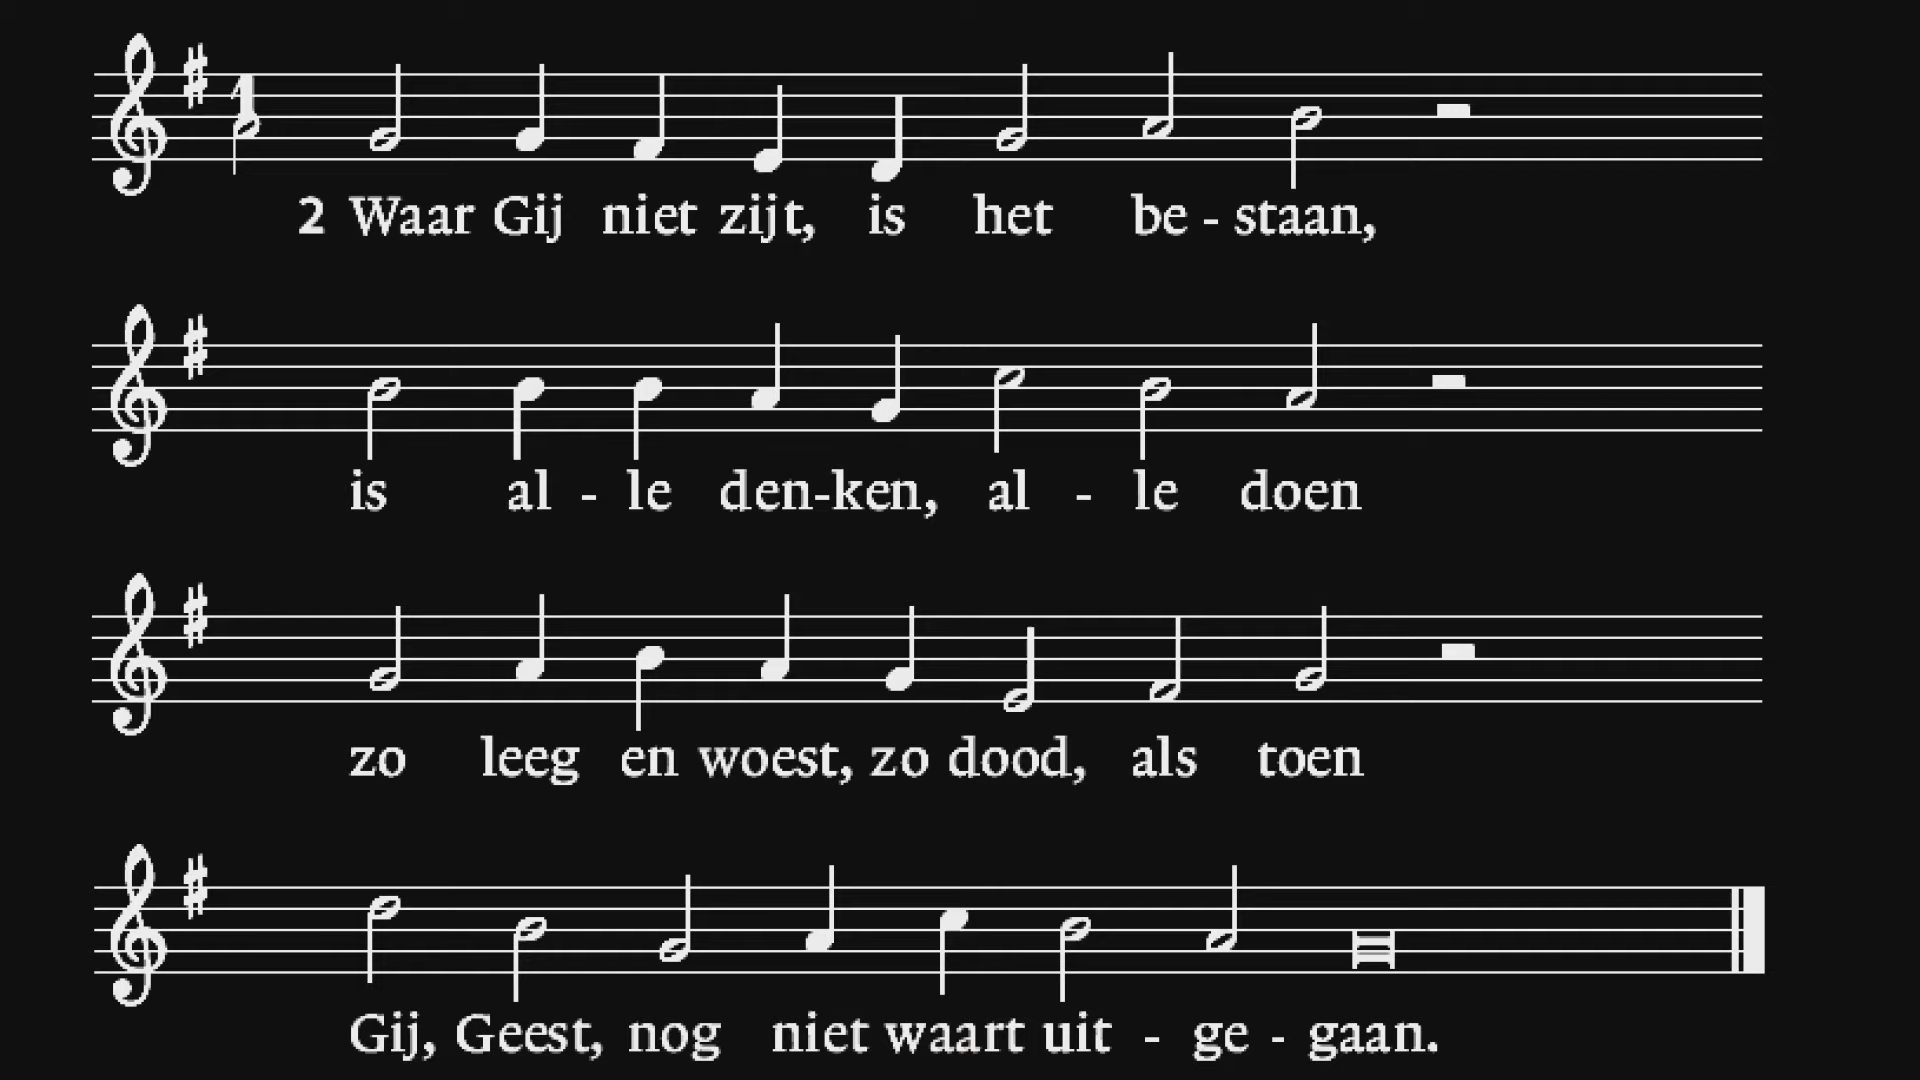 2 Waar Gij niet zijt, is het be - staan,
is al - le den-ken, al - le doen
zo leeg en woest, zo dood, als toen
Gij, Geest, nog niet waart uit - ge - gaan.